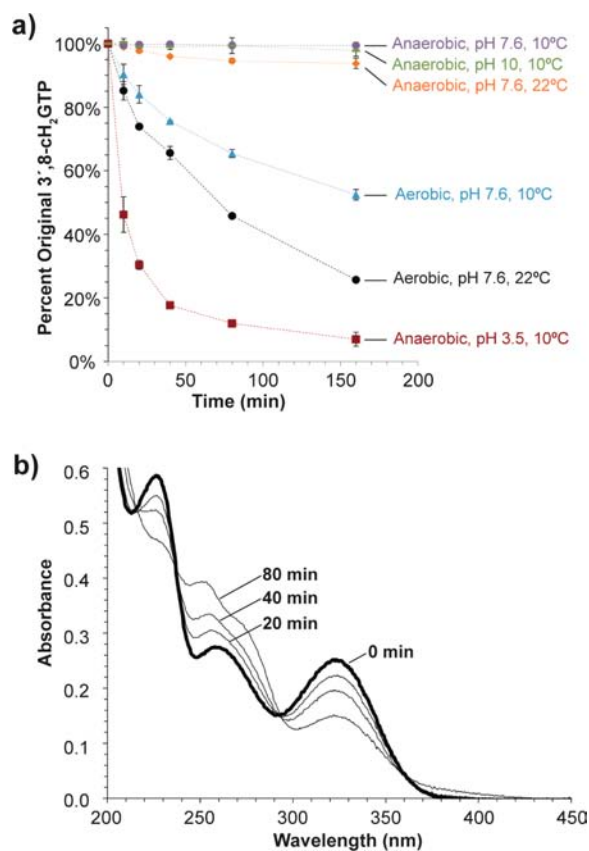 a)
100%
80%
60%
40%
20%
0%
Percent Original 3´,8-cH₂GTP
0 50 100 150 200
Time (min)
Anaerobic, pH 7.6, 10ºC
Anaerobic, pH 10, 10ºC
Anaerobic, pH 7.6, 22ºC
Aerobic, pH 7.6, 10ºC
Aerobic, pH 7.6, 22ºC
Anaerobic, pH 3.5, 10ºC
b)
0.6
0.5
0.4
0.3
0.2
0.1
0.0
Absorbance
80 min
40 min
20 min
0 min
200 250 300 350 400 450
Wavelength (nm)